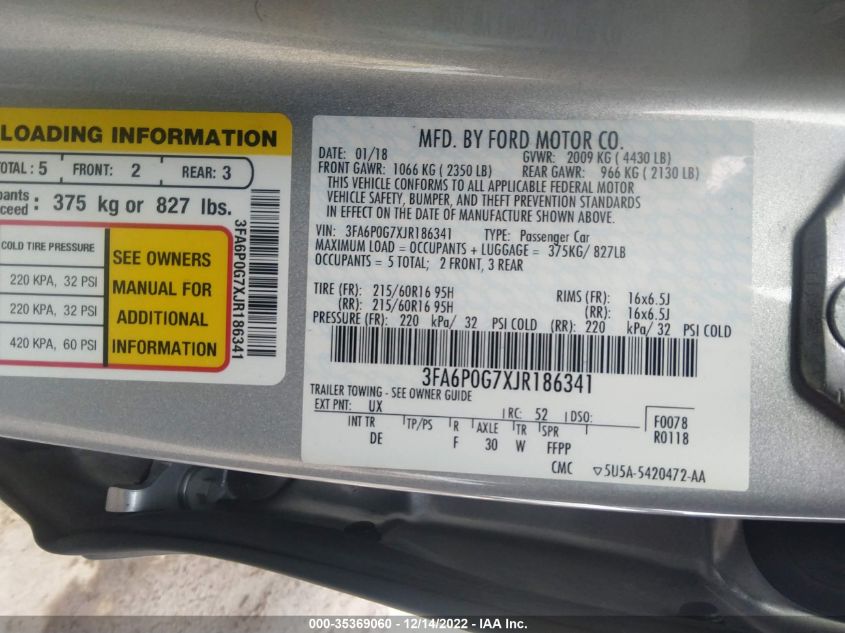 LOADING INFORMATION
TOTAL : 5 FRONT: 2 REAR: 3
pants
ceed : 375 kg or 827 lbs.
COLD TIRE PRESSURE
220 KPA, 32 PSI
220 KPA, 32 PSI
420 KPA, 60 PSI
SEE OWNERS
MANUAL FOR
ADDITIONAL
INFORMATION
3FA6P0G7XJR186341
MFD. BY FORD MOTOR CO.
DATE: 01/18 GVWR: 2009 KG ( 4430 LB)
FRONT GAWR: 1066 KG ( 2350 LB) REAR GAWR: 966 KG ( 2130 LB)
THIS VEHICLE CONFORMS TO ALL APPLICABLE FEDERAL MOTOR
VEHICLE SAFETY, BUMPER, AND THEFT PREVENTION STANDARDS
IN EFFECT ON THE DATE OF MANUFACTURE SHOWN ABOVE.
VIN: 3FA6P0G7XJR186341 TYPE: Passenger Car
MAXIMUM LOAD = OCCUPANTS + LUGGAGE = 375KG/ 827LB
OCCUPANTS = 5 TOTAL; 2 FRONT, 3 REAR
TIRE (FR): 215/60R16 95H RIMS (FR): 16x6.5J
(RR): 215/60R16 95H (RR): 16x6.5J
PRESSURE (FR): 220 kPa/ 32 PSI COLD (RR): 220 kPa/ 32 PSI COLD
3FA6P0G7XJR186341
TRAILER TOWING - SEE OWNER GUIDE
EXT PNT: UX RC: 52 DSO:
INT TR TP/PS R AXLE TR SPR
DE F 30 W FFPP
F0078
R0118
CMC ▽5U5A-5420472-AA
000-35369060 - 12/14/2022 - IAA Inc.